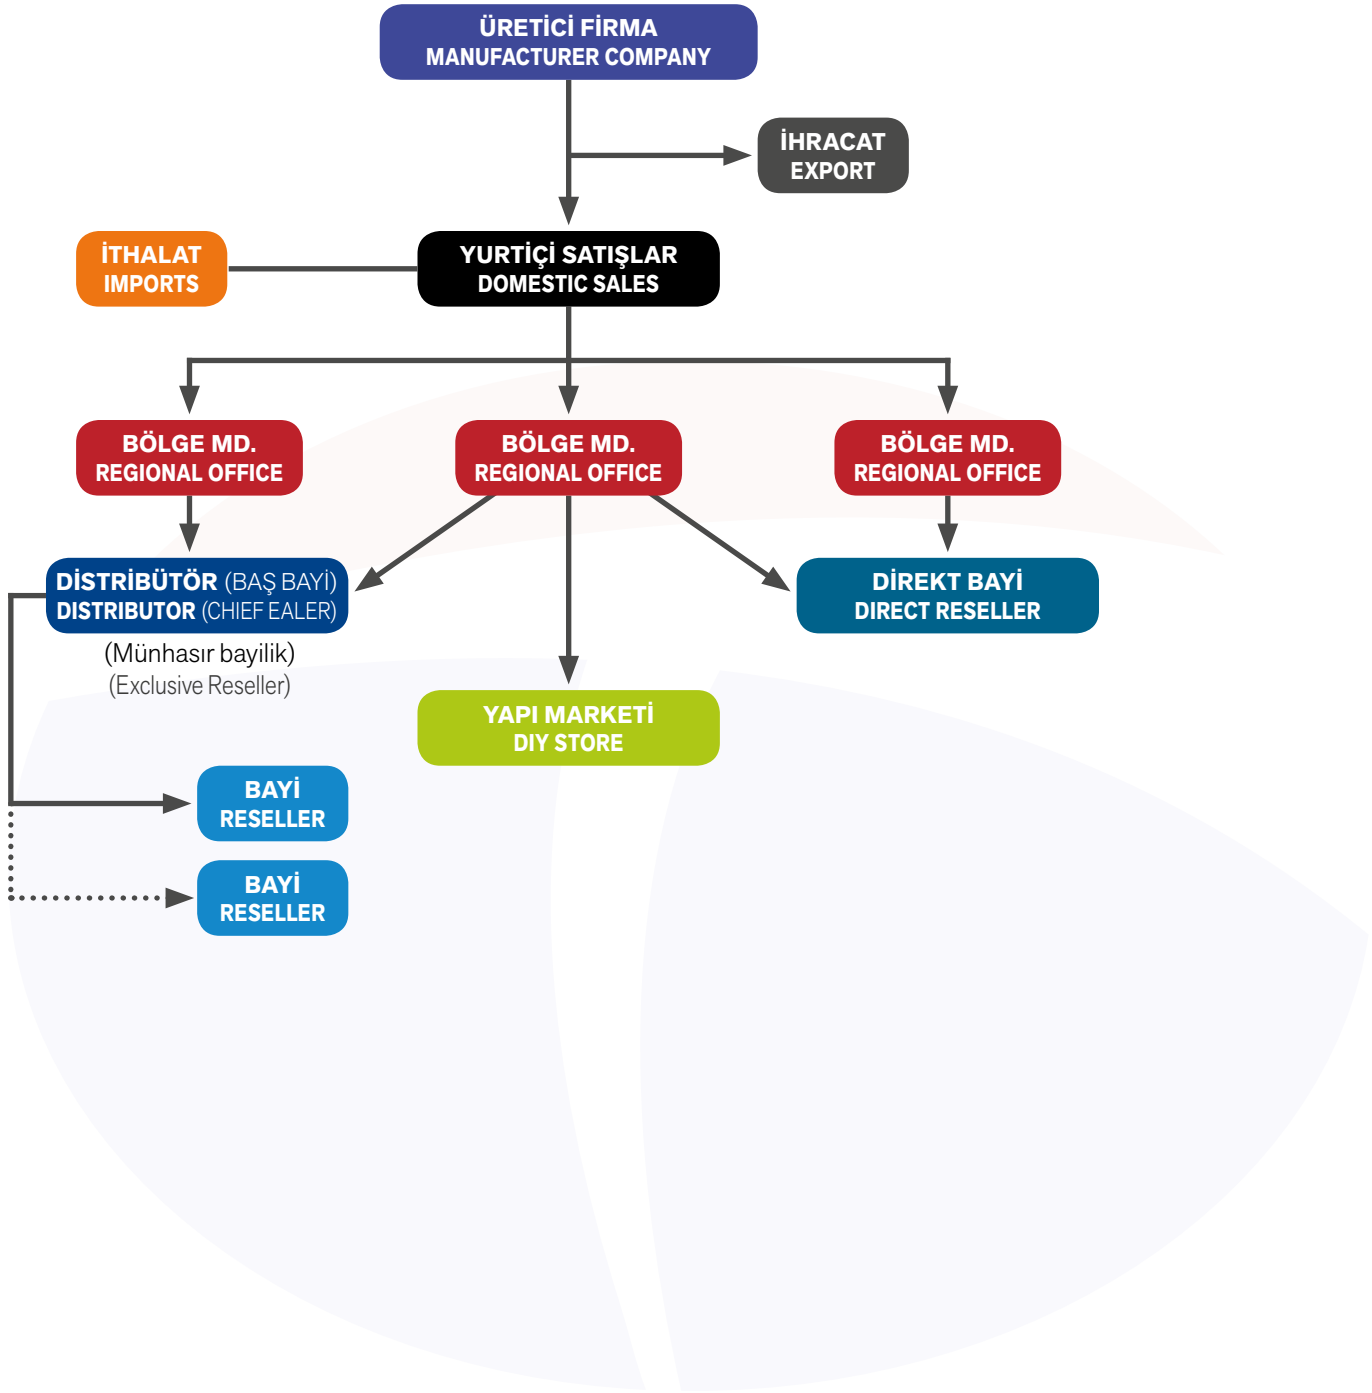 ÜRETİCİ FİRMA
MANUFACTURER COMPANY
İHRACAT
EXPORT
İTHALAT
IMPORTS
YURTİÇİ SATIŞLAR
DOMESTIC SALES
BÖLGE MD.
REGIONAL OFFICE
BÖLGE MD.
REGIONAL OFFICE
BÖLGE MD.
REGIONAL OFFICE
DİSTRİBÜTÖR (BAŞ BAYİ)
DISTRIBUTOR (CHIEF EALER)
(Münhasır bayilik)
(Exclusive Reseller)
DİREKT BAYİ
DIRECT RESELLER
YAPI MARKETİ
DIY STORE
BAYİ
RESELLER
BAYİ
RESELLER